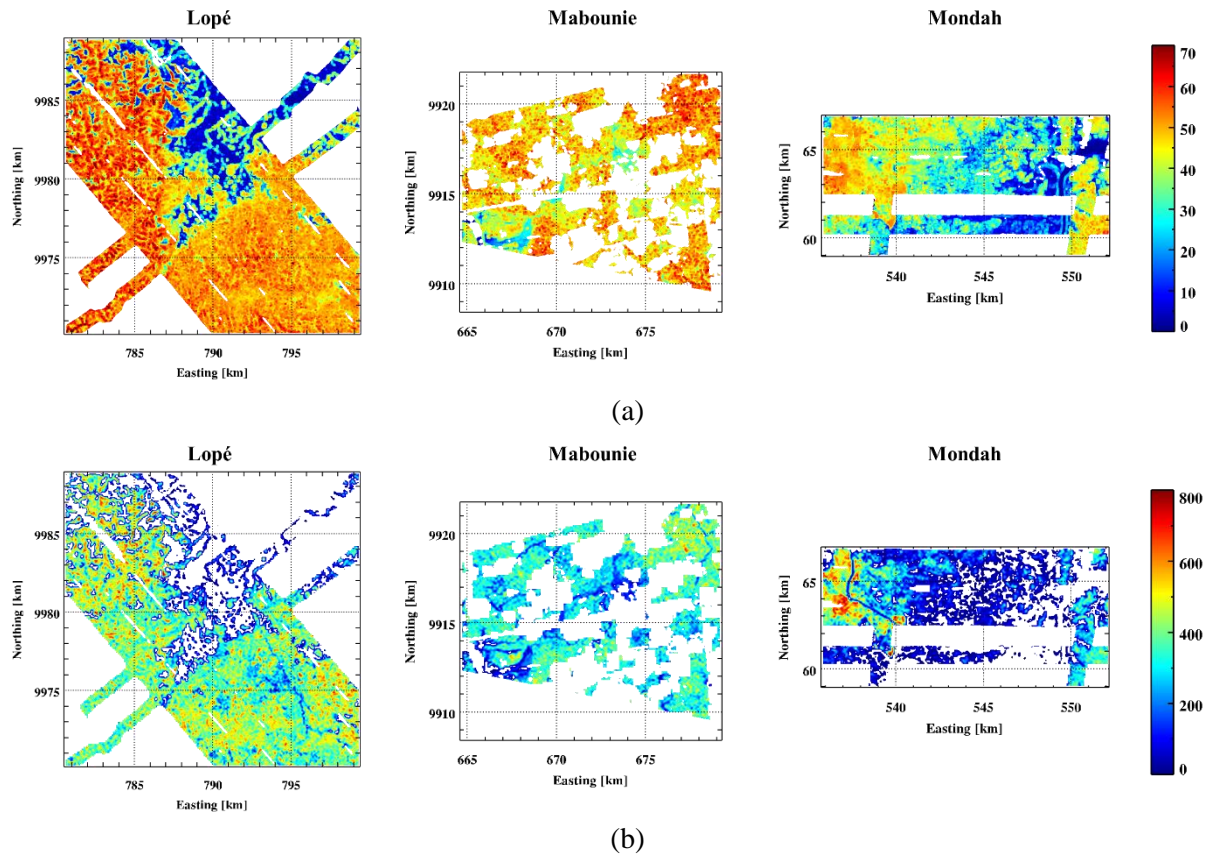 Lopé Mabounie Mondah
9985
9980
9975
Northing [km]
785 790 795
Easting [km]
9920
9915
9910
Northing [km]
665 670 675
Easting [km]
65
60
Northing [km]
540 545 550
Easting [km]
70
60
50
40
30
20
10
0
(a)
Lopé Mabounie Mondah
9985
9980
9975
Northing [km]
785 790 795
Easting [km]
9920
9915
9910
Northing [km]
665 670 675
Easting [km]
65
60
Northing [km]
540 545 550
Easting [km]
800
600
400
200
0
(b)